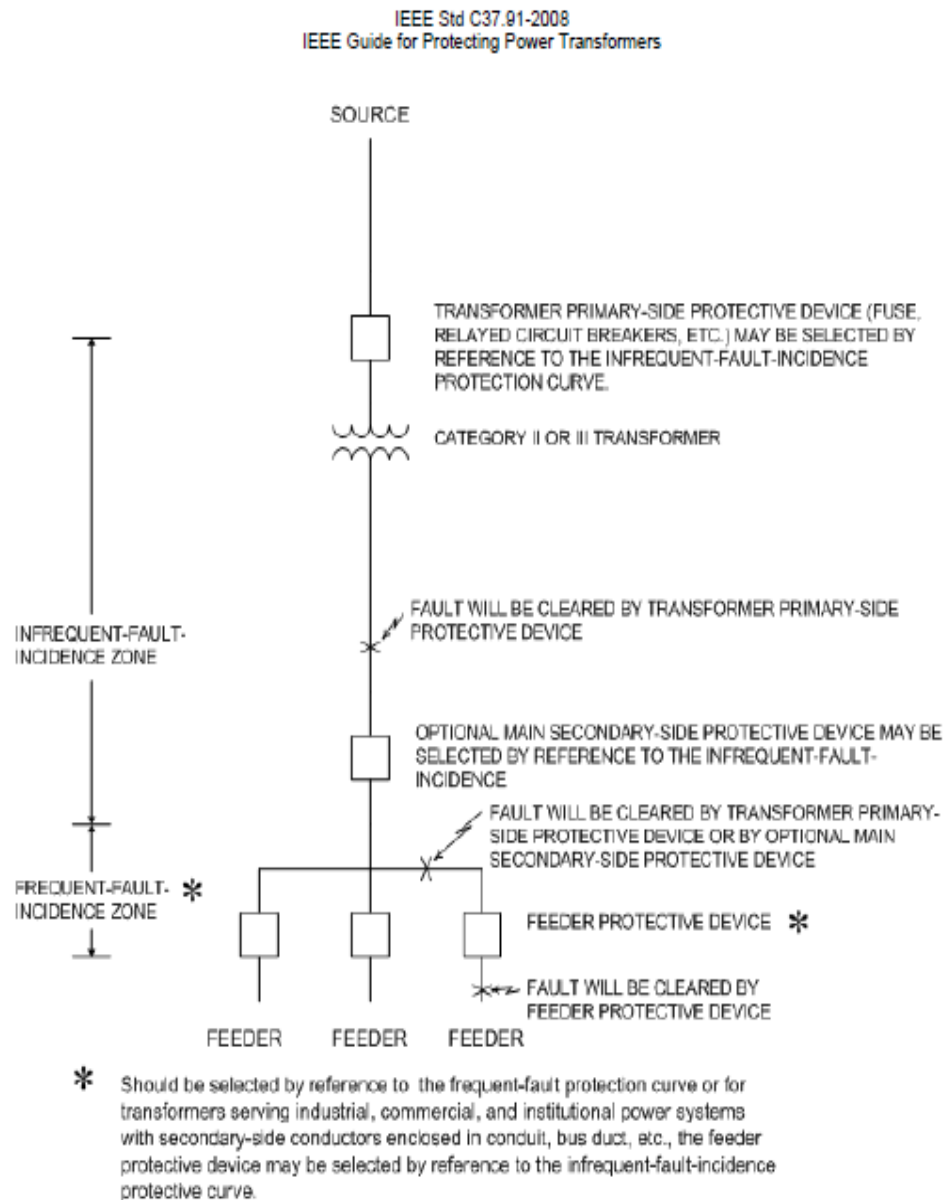 IEEE Std C37.91-2008
IEEE Guide for Protecting Power Transformers
SOURCE
TRANSFORMER PRIMARY-SIDE PROTECTIVE DEVICE (FUSE,
RELAYED CIRCUIT BREAKERS, ETC.) MAY BE SELECTED BY
REFERENCE TO THE INFREQUENT-FAULT-INCIDENCE
PROTECTION CURVE.
CATEGORY II OR III TRANSFORMER
FAULT WILL BE CLEARED BY TRANSFORMER PRIMARY-SIDE
PROTECTIVE DEVICE
INFREQUENT-FAULT-
INCIDENCE ZONE
OPTIONAL MAIN SECONDARY-SIDE PROTECTIVE DEVICE MAY BE
SELECTED BY REFERENCE TO THE INFREQUENT-FAULT-
INCIDENCE
FAULT WILL BE CLEARED BY TRANSFORMER PRIMARY-
SIDE PROTECTIVE DEVICE OR BY OPTIONAL MAIN
SECONDARY-SIDE PROTECTIVE DEVICE
FREQUENT-FAULT- *
INCIDENCE ZONE
FEEDER PROTECTIVE DEVICE *
FAULT WILL BE CLEARED BY
FEEDER PROTECTIVE DEVICE
FEEDER FEEDER FEEDER
* Should be selected by reference to the frequent-fault protection curve or for
transformers serving industrial, commercial, and institutional power systems
with secondary-side conductors enclosed in conduit, bus duct, etc., the feeder
protective device may be selected by reference to the infrequent-fault-incidence
protective curve.